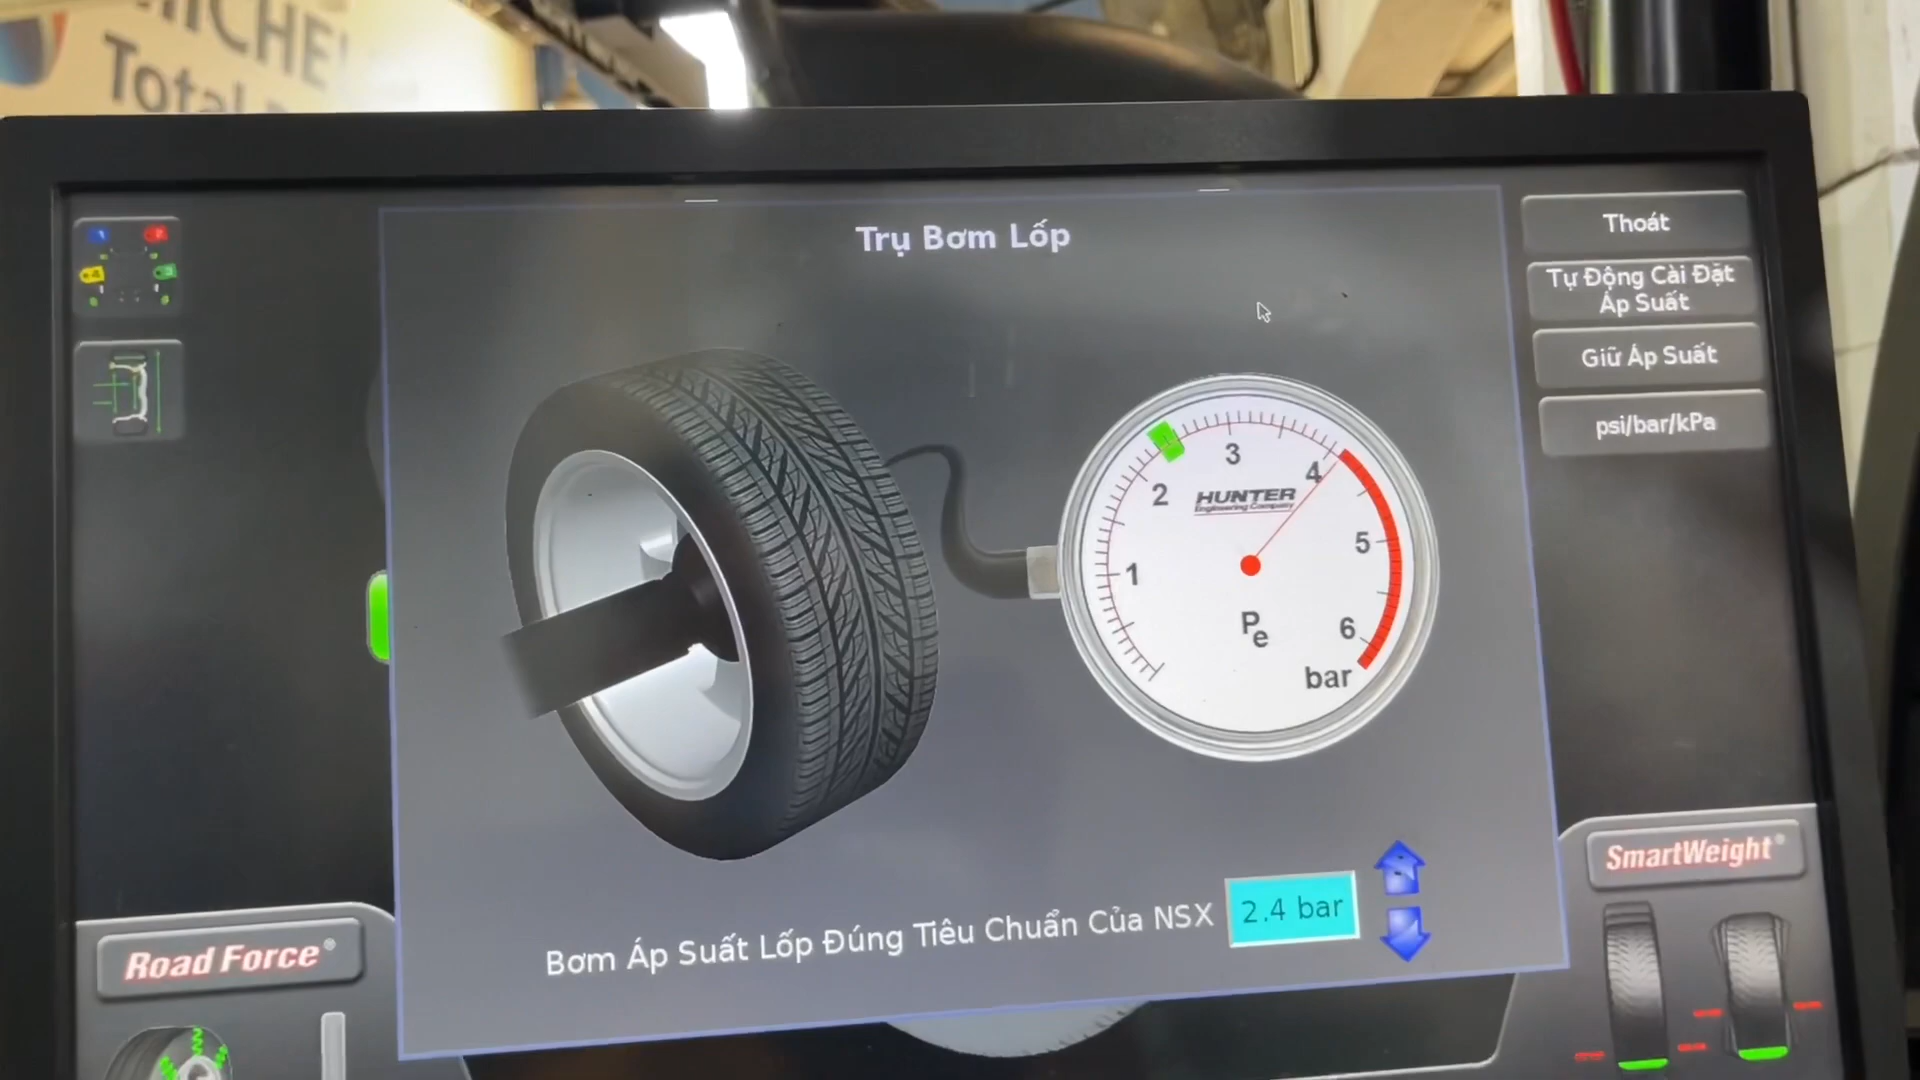 Total
Trụ Bơm Lốp
Thoát
Tự Động Cài Đặt
Áp Suất
Giữ Áp Suất
psi/bar/kPa
1
2
3
4
5
6
HUNTER
Engineering Company
Pe
bar
Bơm Áp Suất Lốp Đúng Tiêu Chuẩn Của NSX
2.4 bar
Road Force®
SmartWeight®